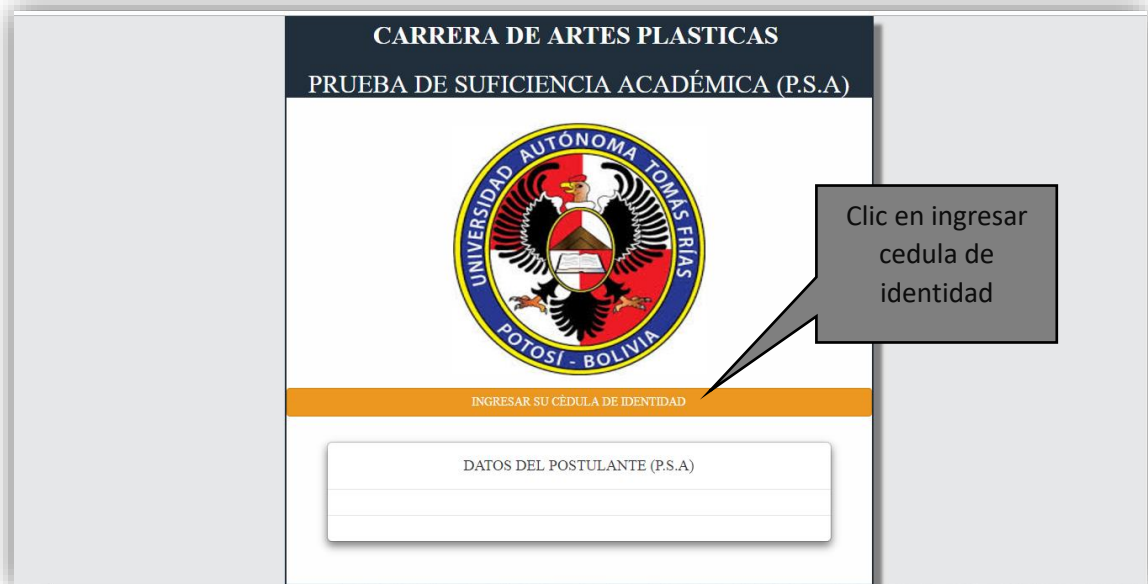 CARRERA DE ARTES PLASTICAS
PRUEBA DE SUFICIENCIA ACADÉMICA (P.S.A)
UNIVERSIDAD AUTÓNOMA TOMÁS FRÍAS
POTOSÍ - BOLIVIA
Clic en ingresar
cedula de
identidad
INGRESAR SU CÉDULA DE IDENTIDAD
DATOS DEL POSTULANTE (P.S.A)